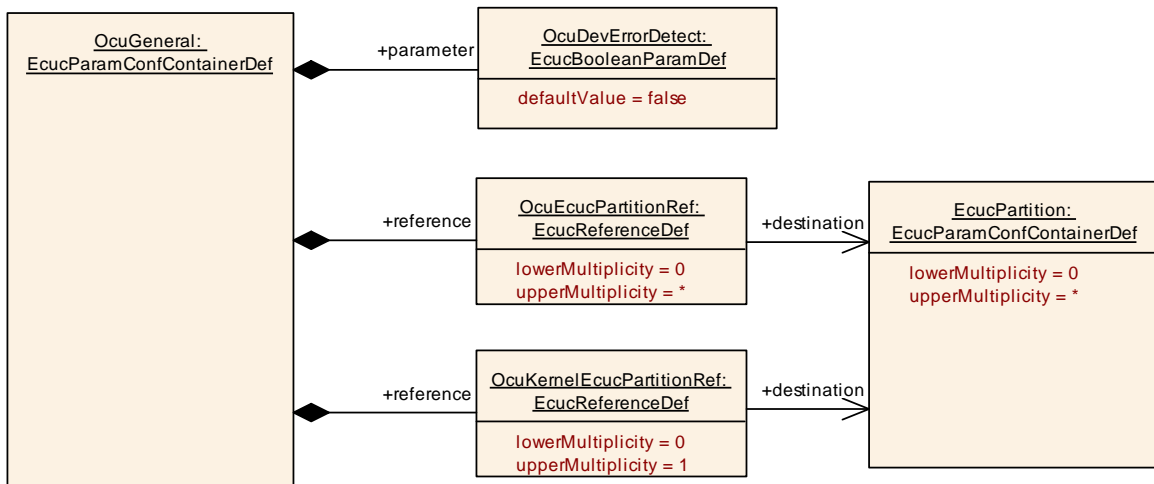 OcuGeneral:
EcucParamConfContainerDef
+parameter
OcuDevErrorDetect:
EcucBooleanParamDef
defaultValue = false
+reference
OcuEcucPartitionRef:
EcucReferenceDef
lowerMultiplicity = 0
upperMultiplicity = *
+destination
EcucPartition:
EcucParamConfContainerDef
lowerMultiplicity = 0
upperMultiplicity = *
+reference
OcuKernelEcucPartitionRef:
EcucReferenceDef
lowerMultiplicity = 0
upperMultiplicity = 1
+destination